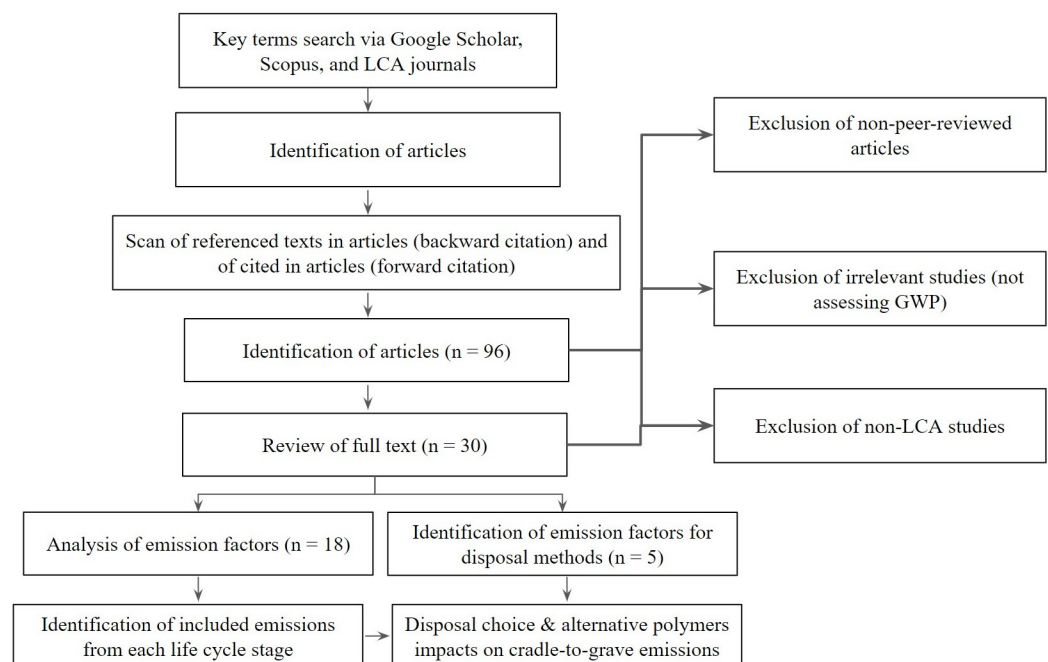 Key terms search via Google Scholar,
Scopus, and LCA journals
Identification of articles
Scan of referenced texts in articles (backward citation) and
of cited in articles (forward citation)
Identification of articles (n = 96)
Review of full text (n = 30)
Exclusion of non-peer-reviewed
articles
Exclusion of irrelevant studies (not
assessing GWP)
Exclusion of non-LCA studies
Analysis of emission factors (n = 18)
Identification of emission factors for
disposal methods (n = 5)
Identification of included emissions
from each life cycle stage
Disposal choice & alternative polymers
impacts on cradle-to-grave emissions